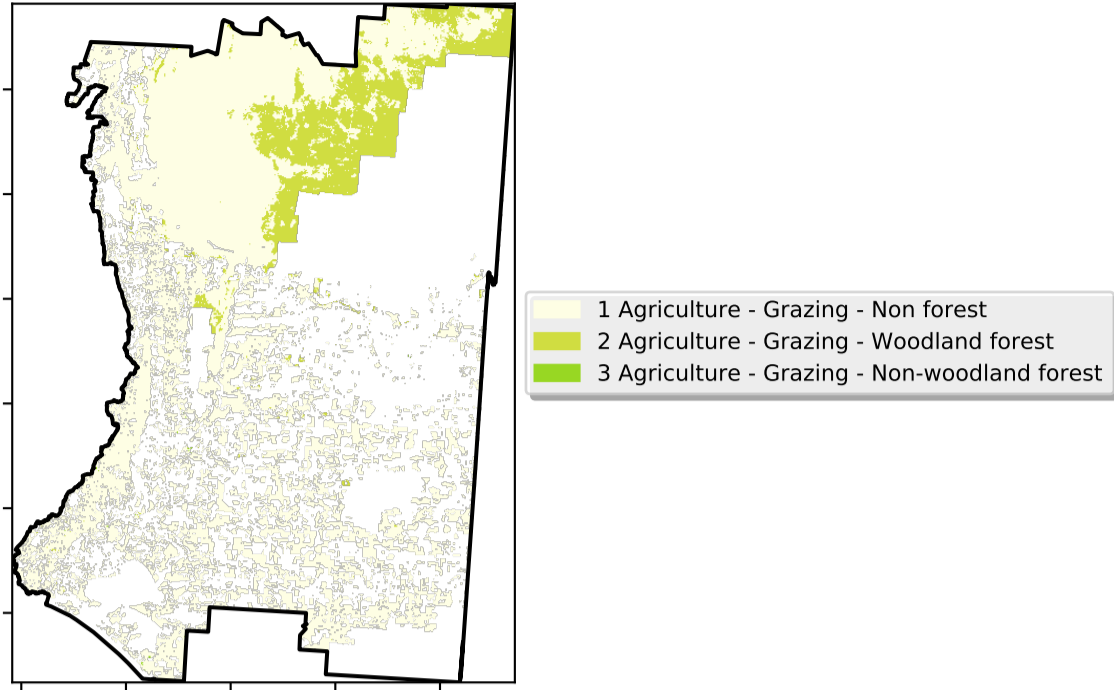 1 Agriculture - Grazing - Non forest
2 Agriculture - Grazing - Woodland forest
3 Agriculture - Grazing - Non-woodland forest